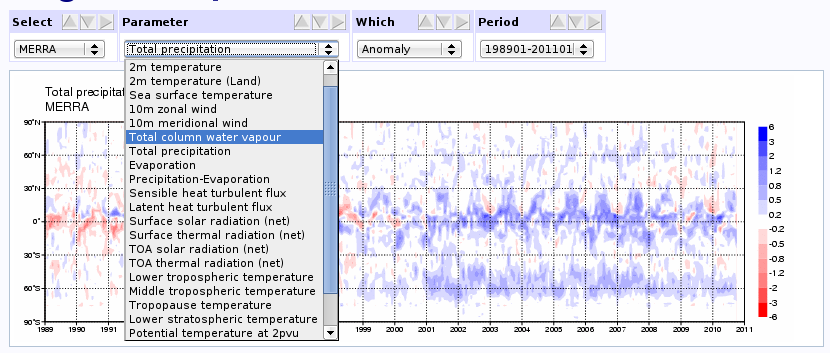 Select Parameter Which Period
MERRA Total precipitation Anomaly 198901-201101
2m temperature
2m temperature (Land)
Sea surface temperature
10m zonal wind
10m meridional wind
Total column water vapour
Total precipitation
Evaporation
Precipitation-Evaporation
Sensible heat turbulent flux
Latent heat turbulent flux
Surface solar radiation (net)
Surface thermal radiation (net)
TOA solar radiation (net)
TOA thermal radiation (net)
Lower tropospheric temperature
Middle tropospheric temperature
Tropopause temperature
Lower stratospheric temperature
Potential temperature at 2pvu
Total precipitat
MERRA
90°N
60°N
30°N
0°
30°S
60°S
90°S
1989 1990 1991 1999 2000 2001 2002 2003 2004 2005 2006 2007 2008 2009 2010 2011
6
3
2
1.2
0.8
0.5
0.2
-0.2
-0.5
-0.8
-1.2
-2
-3
-6